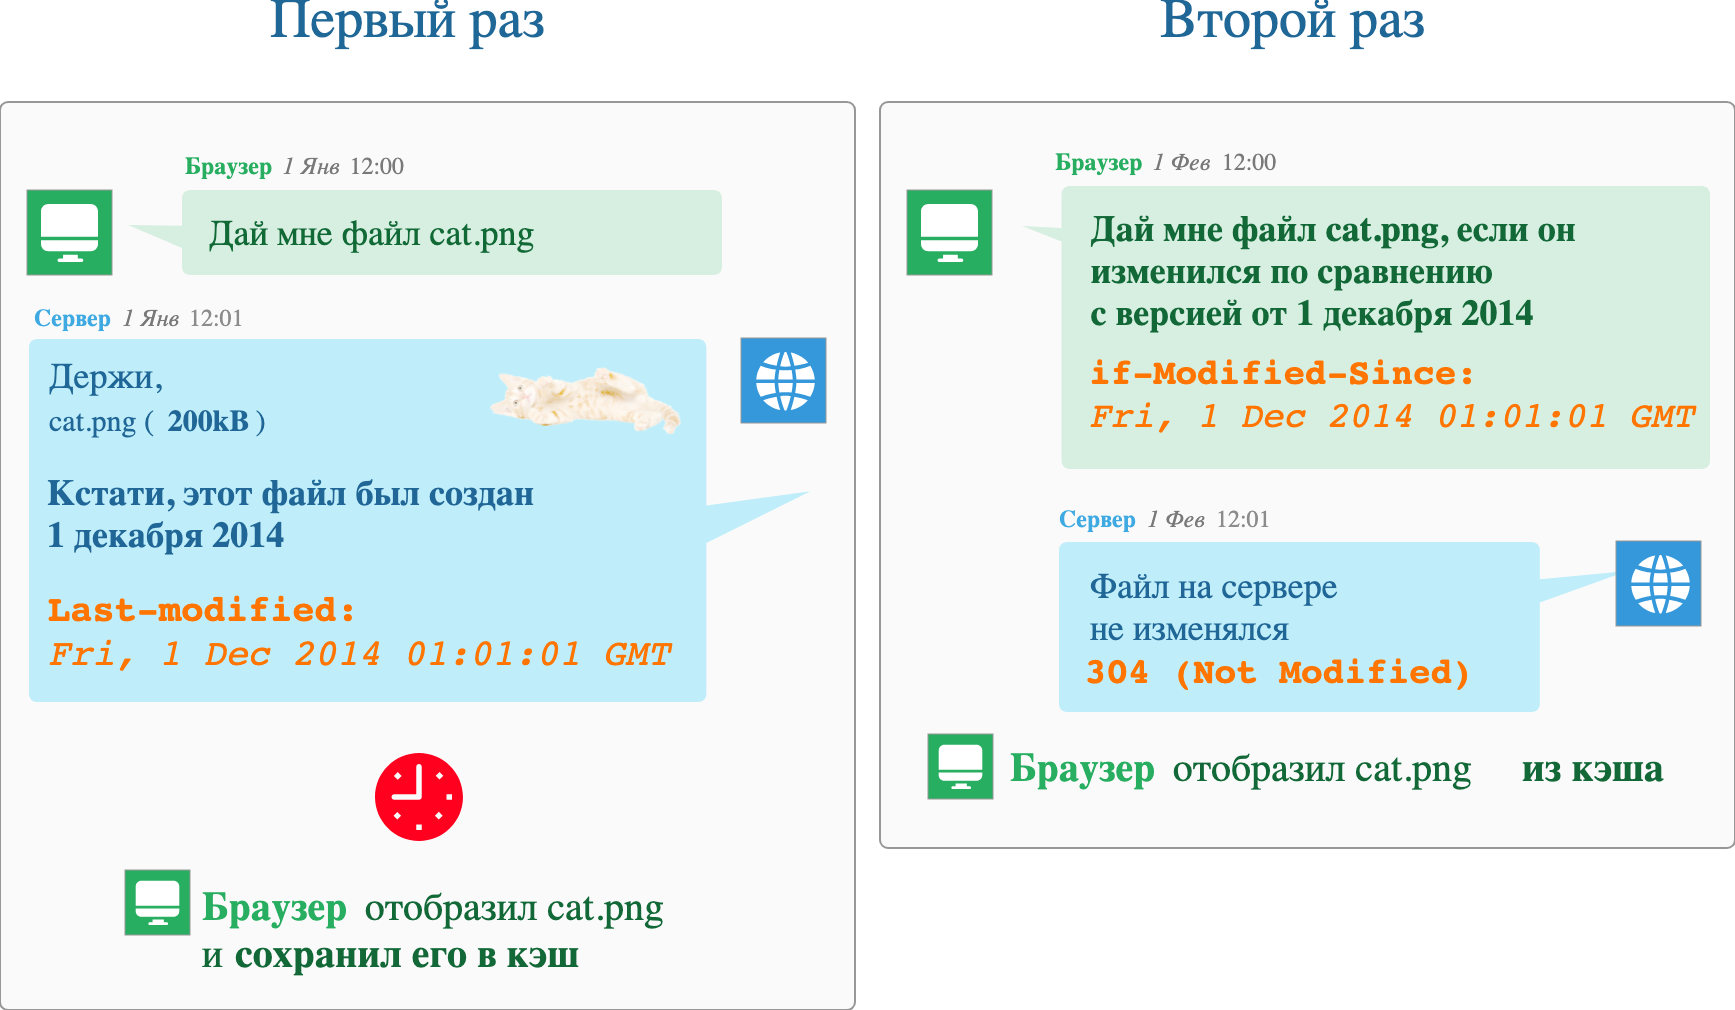 Первый раз
Браузер 1 Янв 12:00
Дай мне файл cat.png
Сервер 1 Янв 12:01
Держи,
cat.png ( 200kB )
Кстати, этот файл был создан
1 декабря 2014
Last-modified:
Fri, 1 Dec 2014 01:01:01 GMT
Браузер отобразил cat.png
и сохранил его в кэш
Второй раз
Браузер 1 Фев 12:00
Дай мне файл cat.png, если он
изменился по сравнению
с версией от 1 декабря 2014
if-Modified-Since:
Fri, 1 Dec 2014 01:01:01 GMT
Сервер 1 Фев 12:01
Файл на сервере
не изменялся
304 (Not Modified)
Браузер отобразил cat.png из кэша